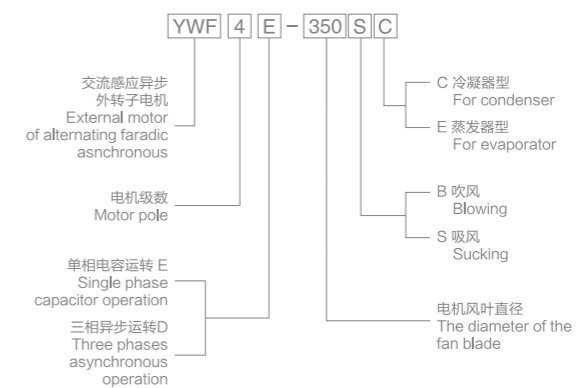 YWF 4 E - 350 S C
交流感应异步
外转子电机
External motor
of alternating faradic
asnchronous
电机级数
Motor pole
单相电容运转 E
Single phase
capacitor operation
三相异步运转D
Three phases
asynchronous
operation
C 冷凝器型
For condenser
E 蒸发器型
For evaporator
B 吹风
Blowing
S 吸风
Sucking
电机风叶直径
The diameter of the
fan blade